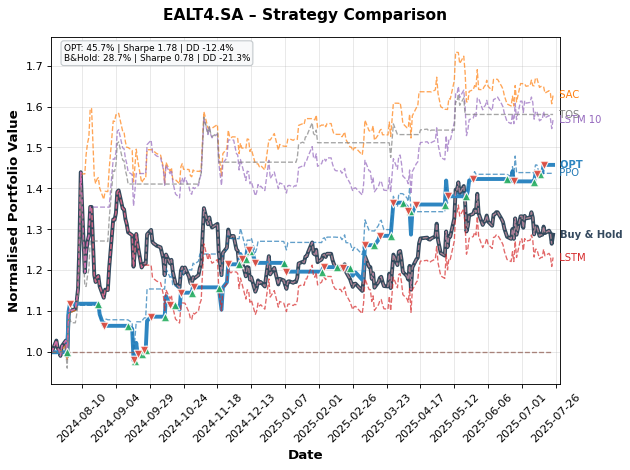 EALT4.SA – Strategy Comparison
OPT: 45.7% | Sharpe 1.78 | DD -12.4%
B&Hold: 28.7% | Sharpe 0.78 | DD -21.3%
Normalised Portfolio Value
1.7
1.6
1.5
1.4
1.3
1.2
1.1
1.0
SAC
TQS
LSTM 10
OPT
PPO
Buy & Hold
LSTM
2024-08-10
2024-09-04
2024-09-29
2024-10-24
2024-11-18
2024-12-13
2025-01-07
2025-02-01
2025-02-26
2025-03-23
2025-04-17
2025-05-12
2025-06-06
2025-07-01
2025-07-26
Date